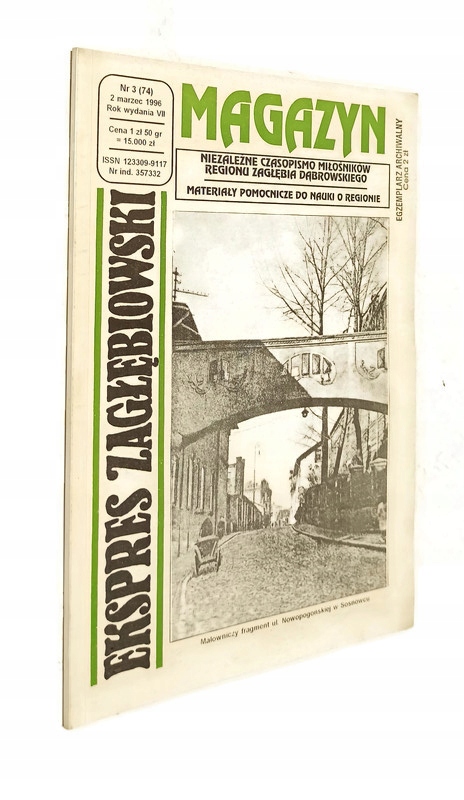 Nr 3 (74)
2 marzec 1996
Rok wydania VII
Cena 1 zł 50 gr
= 15.000 zł
ISSN 123309-9117
Nr ind. 357332
MAGAZYN
NIEZALEŻNE CZASOPISMO MIŁOŚNIKÓW
REGIONU ZAGŁĘBIA DĄBROWSKIEGO
MATERIAŁY POMOCNICZE DO NAUKI O REGIONIE
EGZEMPLARZ ARCHIWALNY
Cena 2 zł
EKSPRES ZAGŁĘBIOWSKI
Malowniczy fragment ul. Nowopogońskiej w Sosnowcu